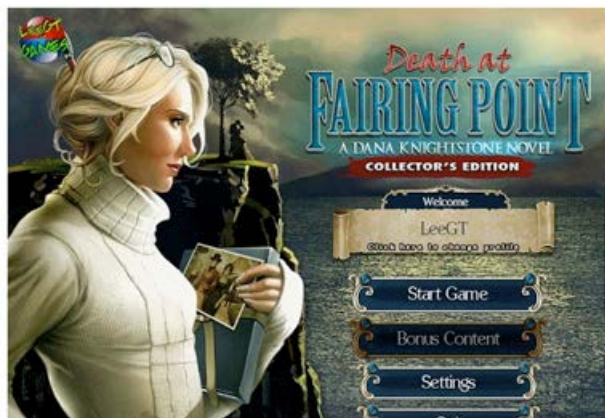 LEEGT
GAMES
Death at
FAIRING POINT
A DANA KNIGHTSTONE NOVEL
COLLECTOR'S EDITION
Welcome
LeeGT
Click here to change profile
Start Game
Bonus Content
Settings